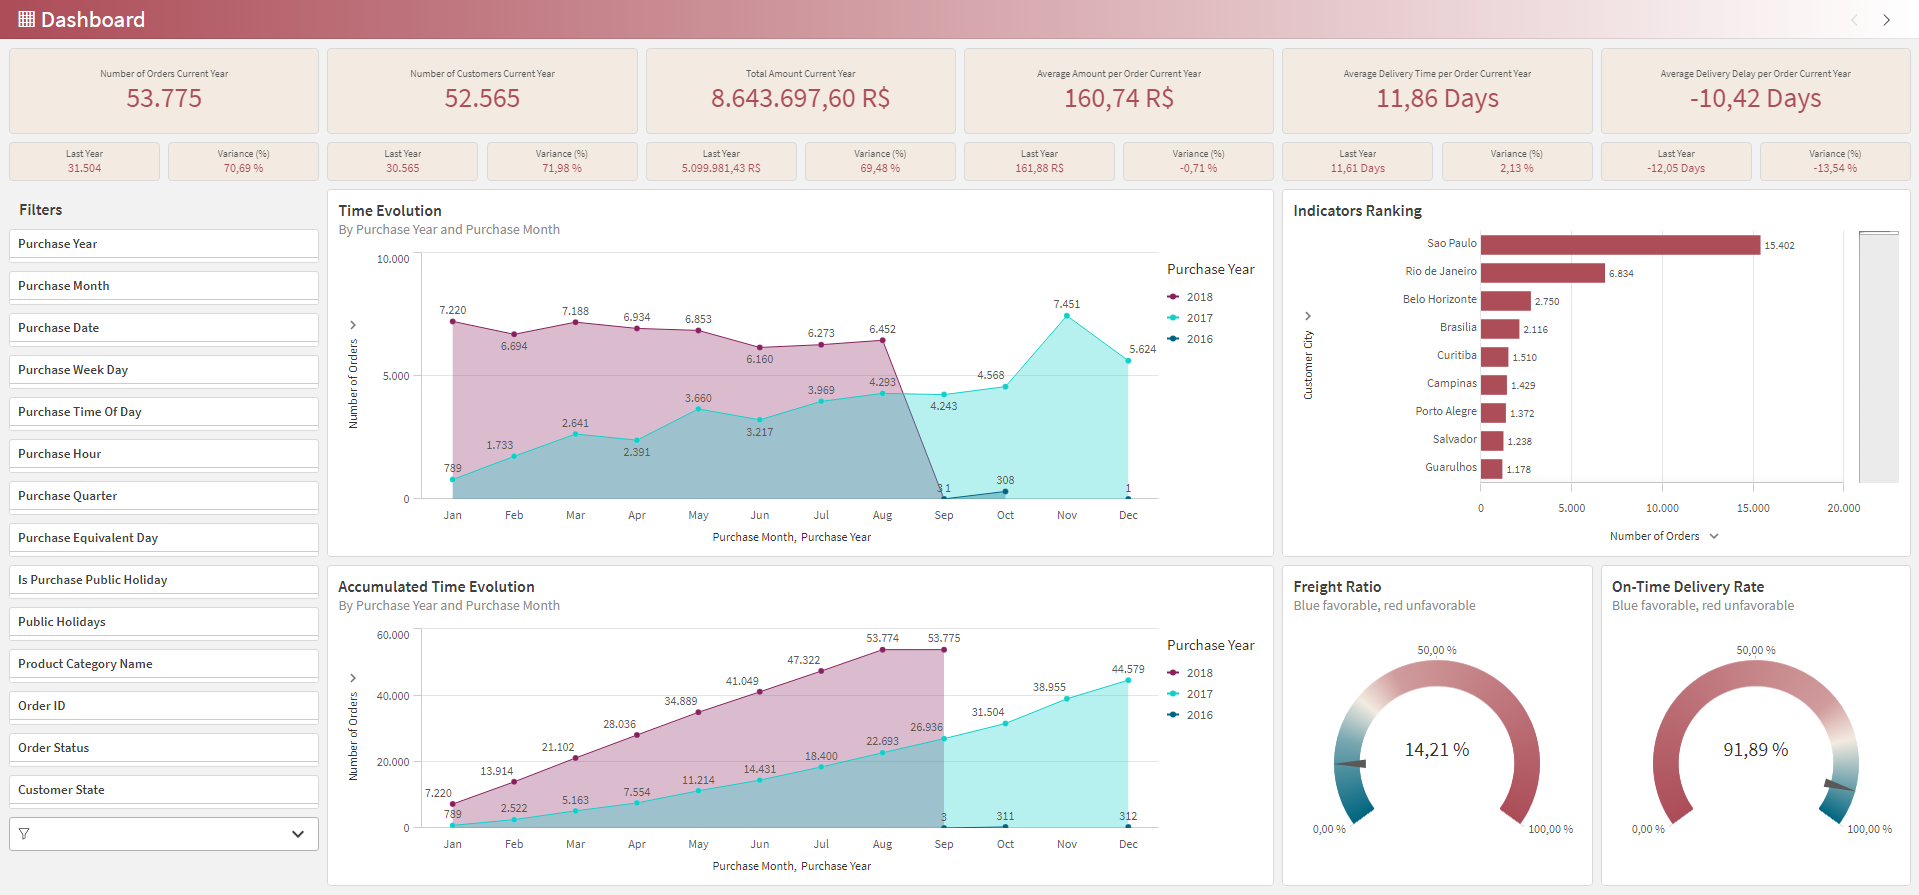 Dashboard
Number of Orders Current Year
53.775
Number of Customers Current Year
52.565
Total Amount Current Year
8.643.697,60 R$
Average Amount per Order Current Year
160,74 R$
Average Delivery Time per Order Current Year
11,86 Days
Average Delivery Delay per Order Current Year
-10,42 Days
Last Year
31.504
Variance (%)
70,69 %
Last Year
30.565
Variance (%)
71,98 %
Last Year
5.099.981,43 R$
Variance (%)
69,48 %
Last Year
161,88 R$
Variance (%)
-0,71 %
Last Year
11,61 Days
Variance (%)
2,13 %
Last Year
-12,05 Days
Variance (%)
-13,54 %
Filters
Purchase Year
Purchase Month
Purchase Date
Purchase Week Day
Purchase Time Of Day
Purchase Hour
Purchase Quarter
Purchase Equivalent Day
Is Purchase Public Holiday
Public Holidays
Product Category Name
Order ID
Order Status
Customer State
Time Evolution
By Purchase Year and Purchase Month
Number of Orders
10.000
5.000
0
7.220
6.694
7.188
6.934
6.853
6.160
6.273
6.452
789
1.733
2.641
2.391
3.660
3.217
3.969
4.293
4.243
4.568
7.451
5.624
3 1
308
1
Jan Feb Mar Apr May Jun Jul Aug Sep Oct Nov Dec
Purchase Month, Purchase Year
Purchase Year
2018
2017
2016
Indicators Ranking
Customer City
Sao Paulo 15.402
Rio de Janeiro 6.834
Belo Horizonte 2.750
Brasilia 2.116
Curitiba 1.510
Campinas 1.429
Porto Alegre 1.372
Salvador 1.238
Guarulhos 1.178
0 5.000 10.000 15.000 20.000
Number of Orders
Accumulated Time Evolution
By Purchase Year and Purchase Month
Number of Orders
60.000
40.000
20.000
0
7.220
13.914
21.102
28.036
34.889
41.049
47.322
53.774
53.775
789
2.522
5.163
7.554
11.214
14.431
18.400
22.693
26.936
31.504
38.955
44.579
3
311
312
Jan Feb Mar Apr May Jun Jul Aug Sep Oct Nov Dec
Purchase Month, Purchase Year
Purchase Year
2018
2017
2016
Freight Ratio
Blue favorable, red unfavorable
50,00 %
14,21 %
0,00 %
100,00 %
On-Time Delivery Rate
Blue favorable, red unfavorable
50,00 %
91,89 %
0,00 %
100,00 %